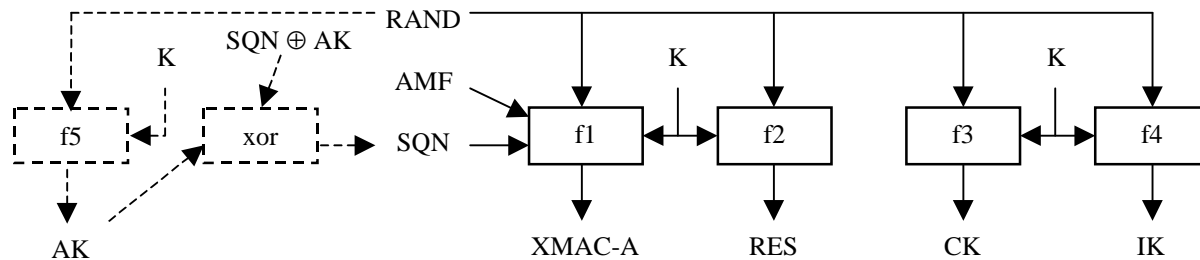 RAND
SQN ⊕ AK
K
K
K
AMF
f5
xor
SQN
f1
f2
f3
f4
AK
XMAC-A
RES
CK
IK